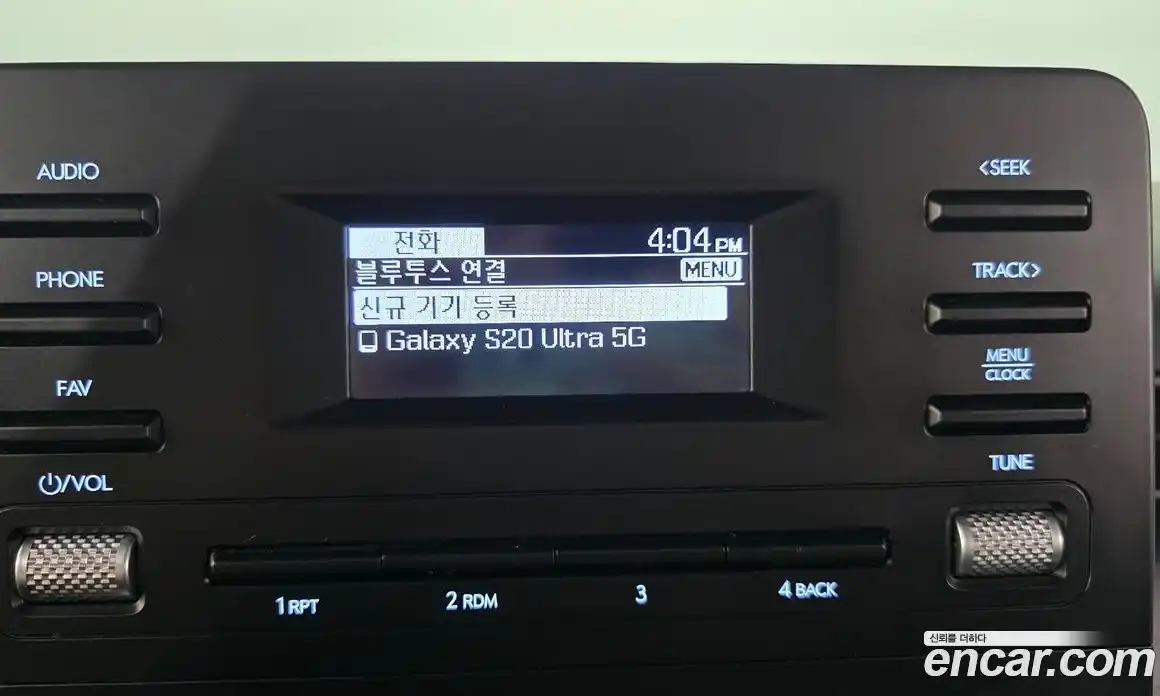 AUDIO
PHONE
FAV
/VOL
전화 4:04 PM
블루투스 연결 MENU
신규 기기 등록
Galaxy S20 Ultra 5G
<SEEK
TRACK>
MENU
CLOCK
TUNE
1 RPT
2 RDM
3
4 BACK
신뢰를 더하다
encar.com